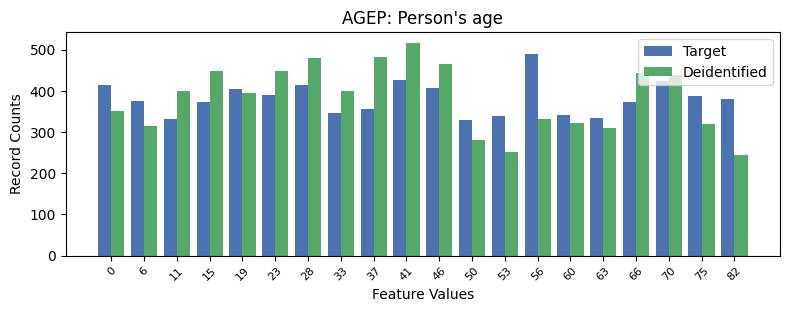 AGEP: Person's age
Target
Deidentified
Record Counts
500
400
300
200
100
0
0 6 11 15 19 23 28 33 37 41 46 50 53 56 60 63 66 70 75 82
Feature Values